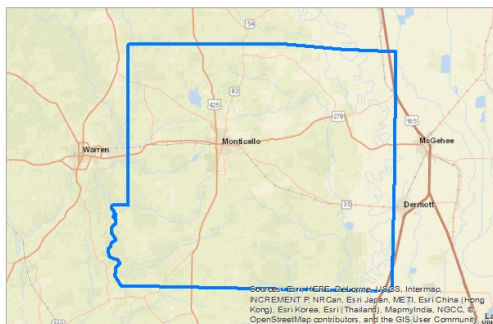 54
83
425
278
165
Monticello
McGehee
Warren
35
Dermott
Sources: Esri, HERE, DeLorme, USGS, Intermap,
INCREMENT P, NRCan, Esri Japan, METI, Esri China (Hong
Kong), Esri Korea, Esri (Thailand), MapmyIndia, NGCC, ©
OpenStreetMap contributors, and the GIS User Community